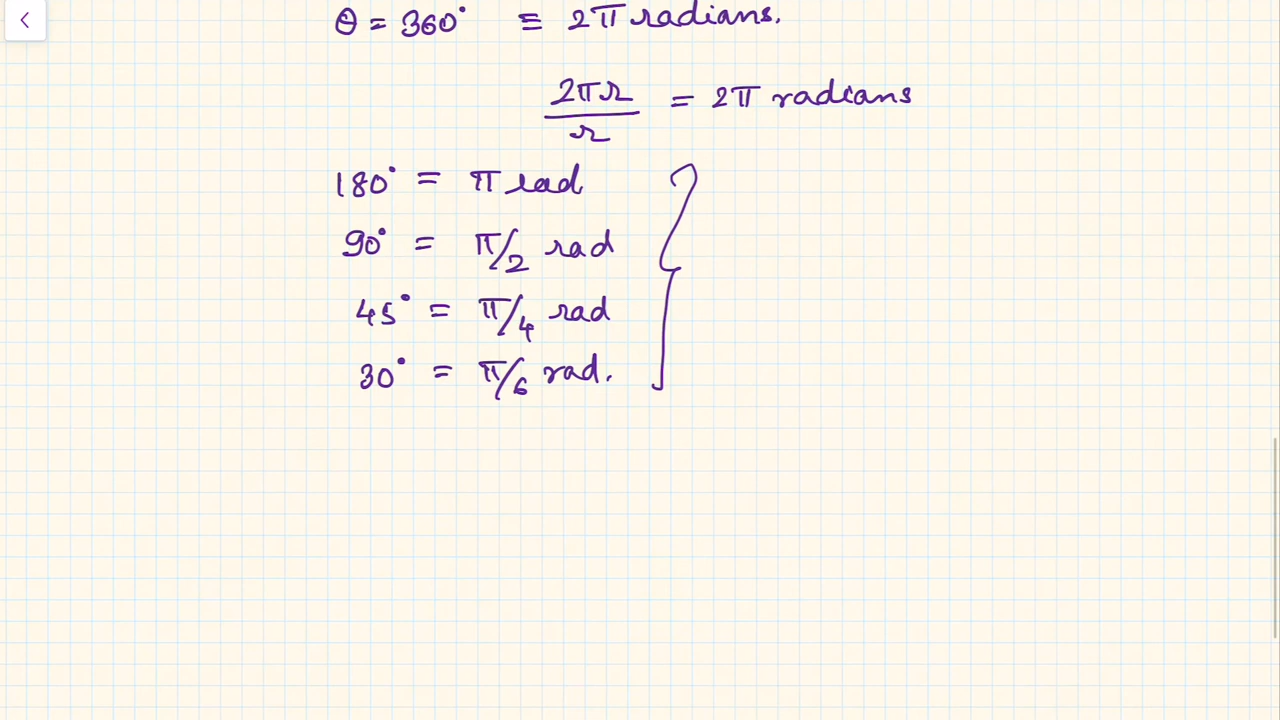 θ = 360° ≡ 2π radians.
2πr / r = 2π radians
180° = π rad
90° = π/2 rad
45° = π/4 rad
30° = π/6 rad.